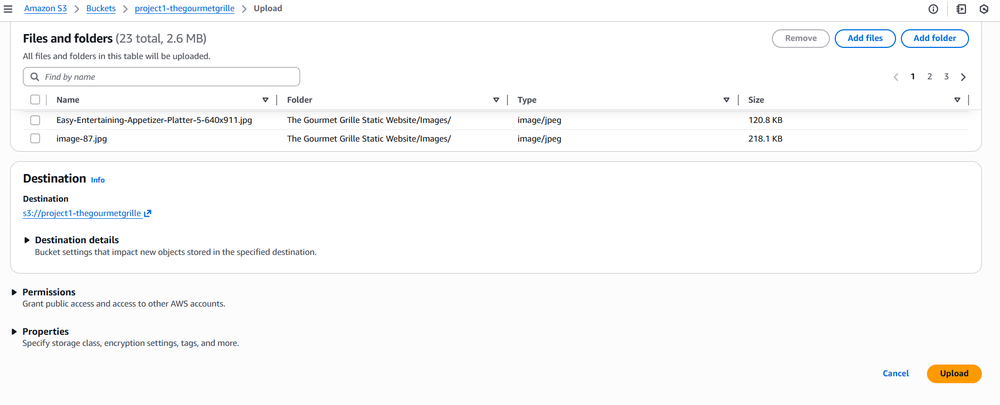 Amazon S3 > Buckets > project1-thegourmetgrille > Upload
Files and folders (23 total, 2.6 MB)
Remove Add files Add folder
All files and folders in this table will be uploaded.
Find by name
1 2 3
Name Folder Type Size
Easy-Entertaining-Appetizer-Platter-5-640x911.jpg The Gourmet Grille Static Website/Images/ image/jpeg 120.8 KB
image-87.jpg The Gourmet Grille Static Website/Images/ image/jpeg 218.1 KB
Destination Info
Destination
s3://project1-thegourmetgrille
Destination details
Bucket settings that impact new objects stored in the specified destination.
Permissions
Grant public access and access to other AWS accounts.
Properties
Specify storage class, encryption settings, tags, and more.
Cancel Upload